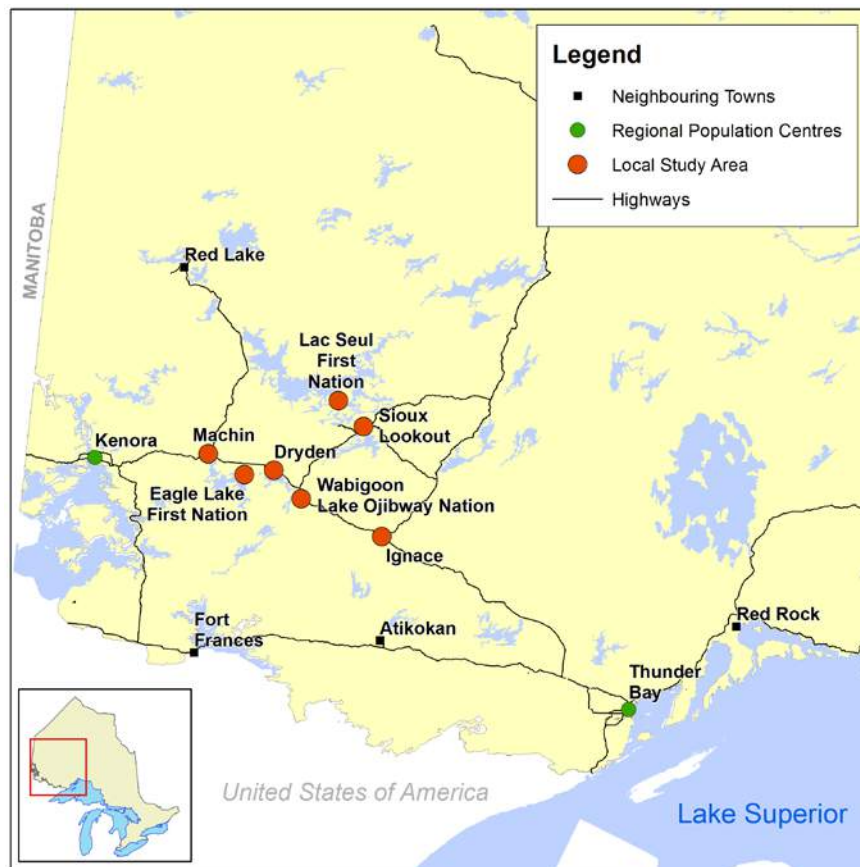 Legend
Neighbouring Towns
Regional Population Centres
Local Study Area
Highways
MANITOBA
Red Lake
Lac Seul
First
Nation
Sioux
Lookout
Kenora
Machin
Dryden
Eagle Lake
First Nation
Wabigoon
Lake Ojibway Nation
Ignace
Fort
Frances
Atikokan
Red Rock
Thunder
Bay
United States of America
Lake Superior